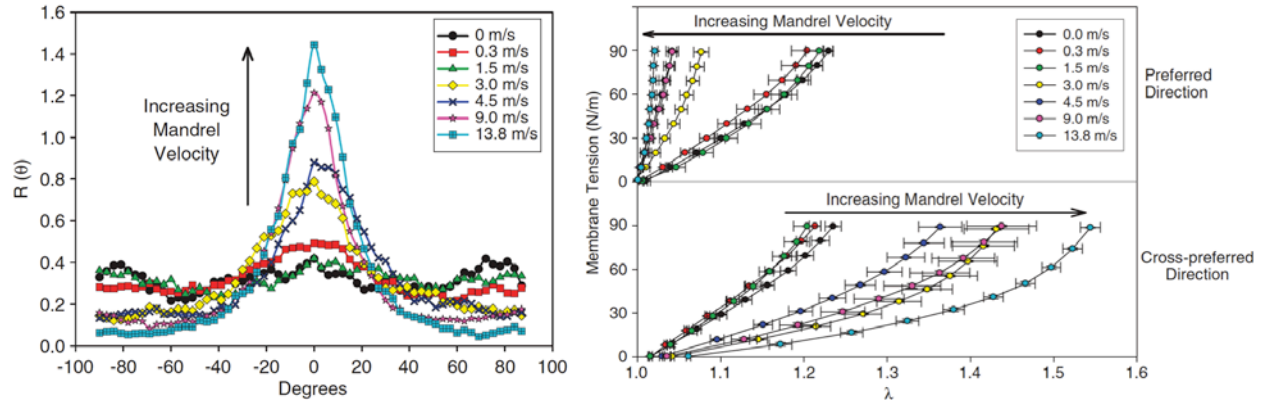 1.6
1.4
1.2
1.0
0.8
0.6
0.4
0.2
0.0
R (θ)
Increasing
Mandrel
Velocity
0 m/s
0.3 m/s
1.5 m/s
3.0 m/s
4.5 m/s
9.0 m/s
13.8 m/s
-100 -80 -60 -40 -20 0 20 40 60 80 100
Degrees
Membrane Tension (N/m)
Increasing Mandrel Velocity
90
60
30
0
0.0 m/s
0.3 m/s
1.5 m/s
3.0 m/s
4.5 m/s
9.0 m/s
13.8 m/s
Preferred
Direction
Increasing Mandrel Velocity
90
60
30
0
Cross-preferred
Direction
1.0 1.1 1.2 1.3 1.4 1.5 1.6
λ